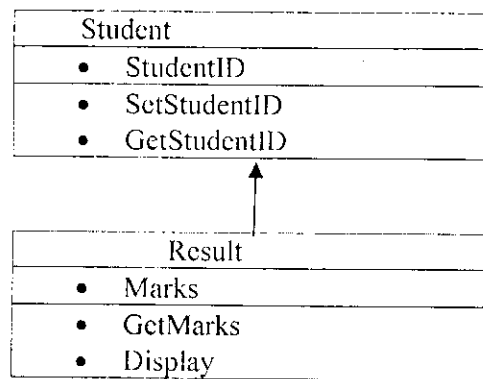 Student
• StudentID
• SetStudentID
• GetStudentID
Result
• Marks
• GetMarks
• Display